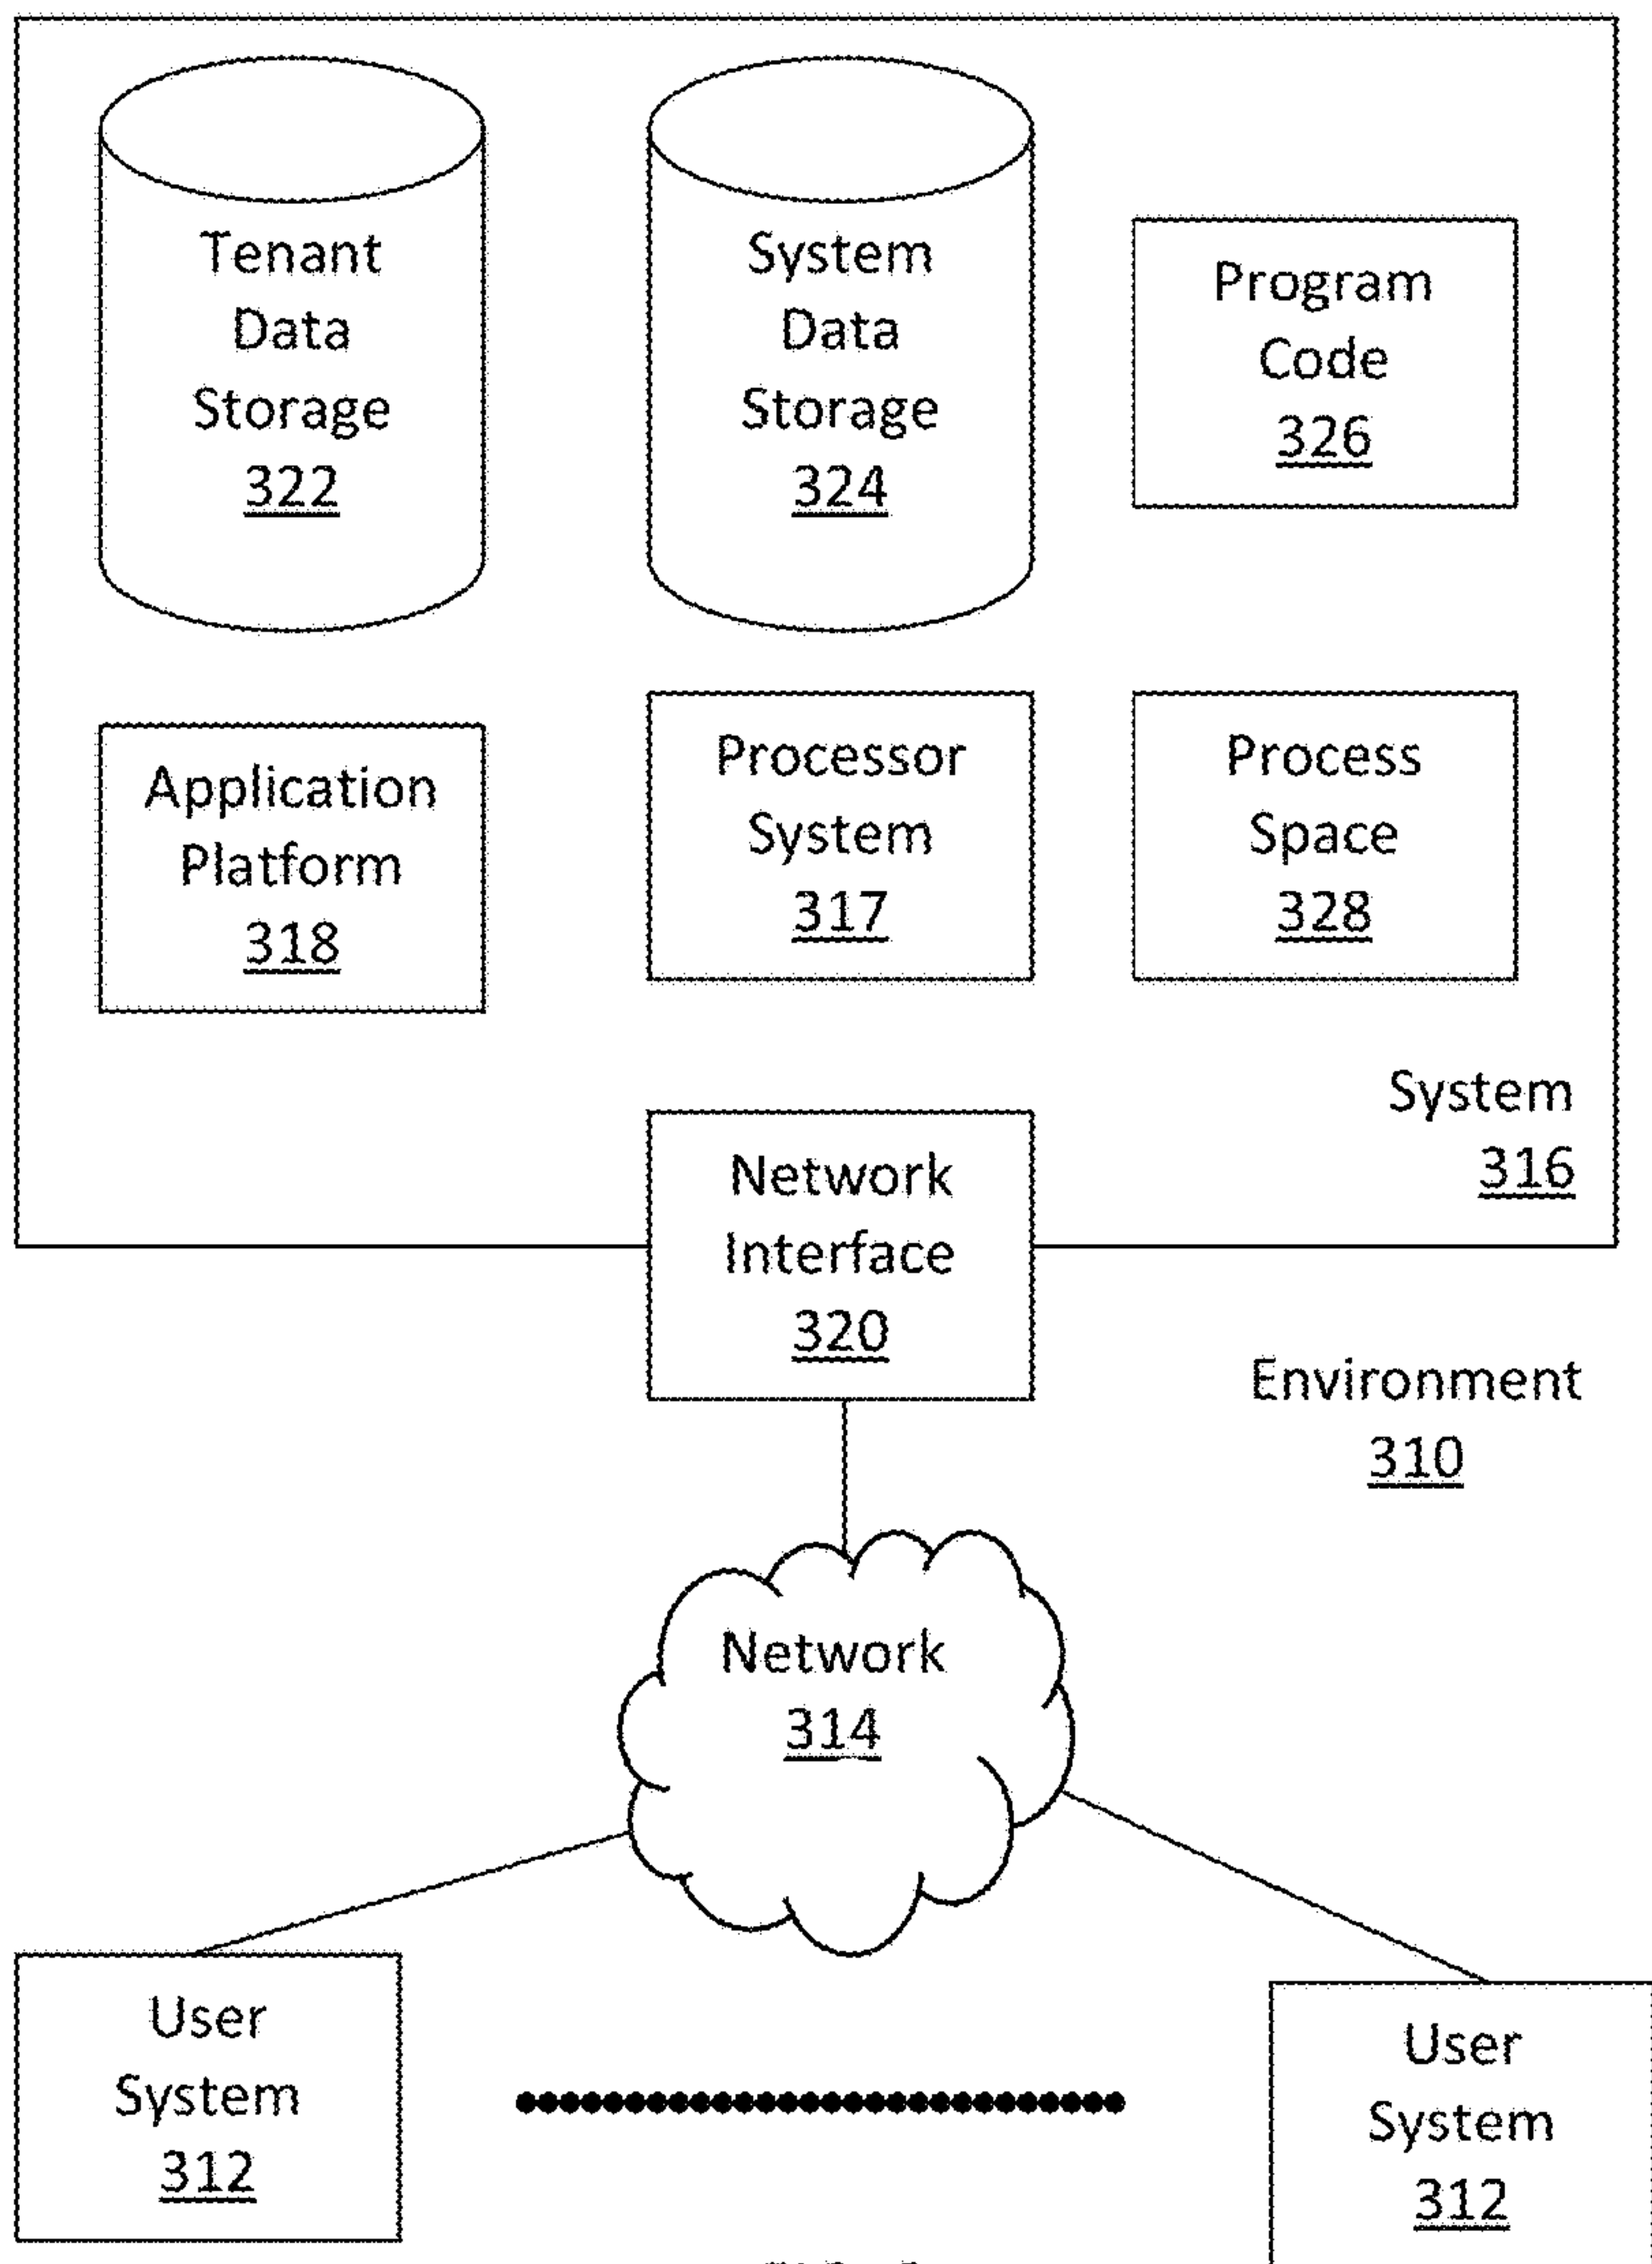 Tenant
Data
Storage
322
System
Data
Storage
324
Program
Code
326
Application
Platform
318
Processor
System
317
Process
Space
328
System
316
Network
Interface
320
Environment
310
Network
314
User
System
312
User
System
312